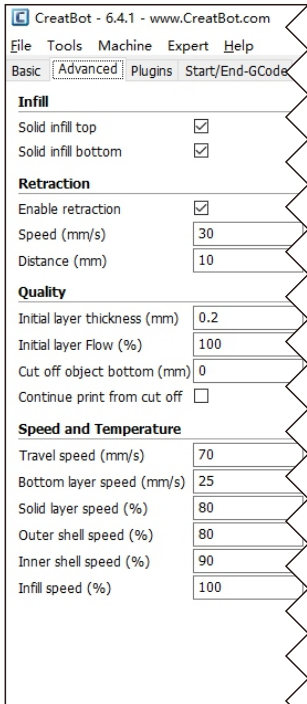 CreatBot - 6.4.1 - www.CreatBot.com
File Tools Machine Expert Help
Basic Advanced Plugins Start/End-GCode
Infill
Solid infill top
Solid infill bottom
Retraction
Enable retraction
Speed (mm/s) 30
Distance (mm) 10
Quality
Initial layer thickness (mm) 0.2
Initial layer Flow (%) 100
Cut off object bottom (mm) 0
Continue print from cut off
Speed and Temperature
Travel speed (mm/s) 70
Bottom layer speed (mm/s) 25
Solid layer speed (%) 80
Outer shell speed (%) 80
Inner shell speed (%) 90
Infill speed (%) 100